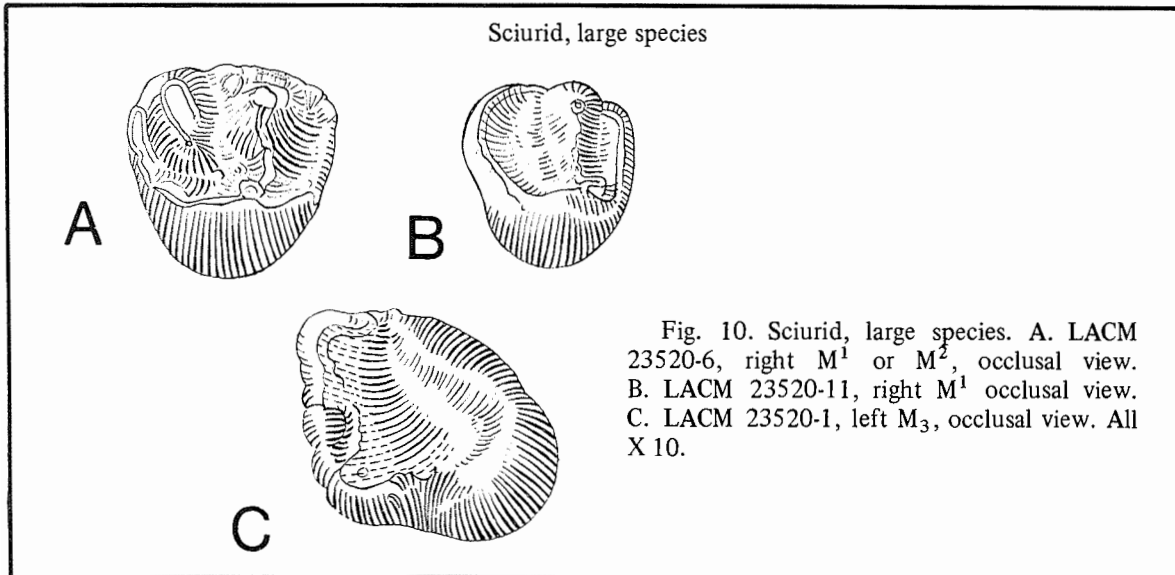 Sciurid, large species
A
B
C
Fig. 10. Sciurid, large species. A. LACM
23520-6, right M¹ or M², occlusal view.
B. LACM 23520-11, right M¹ occlusal view.
C. LACM 23520-1, left M₃, occlusal view. All
X 10.